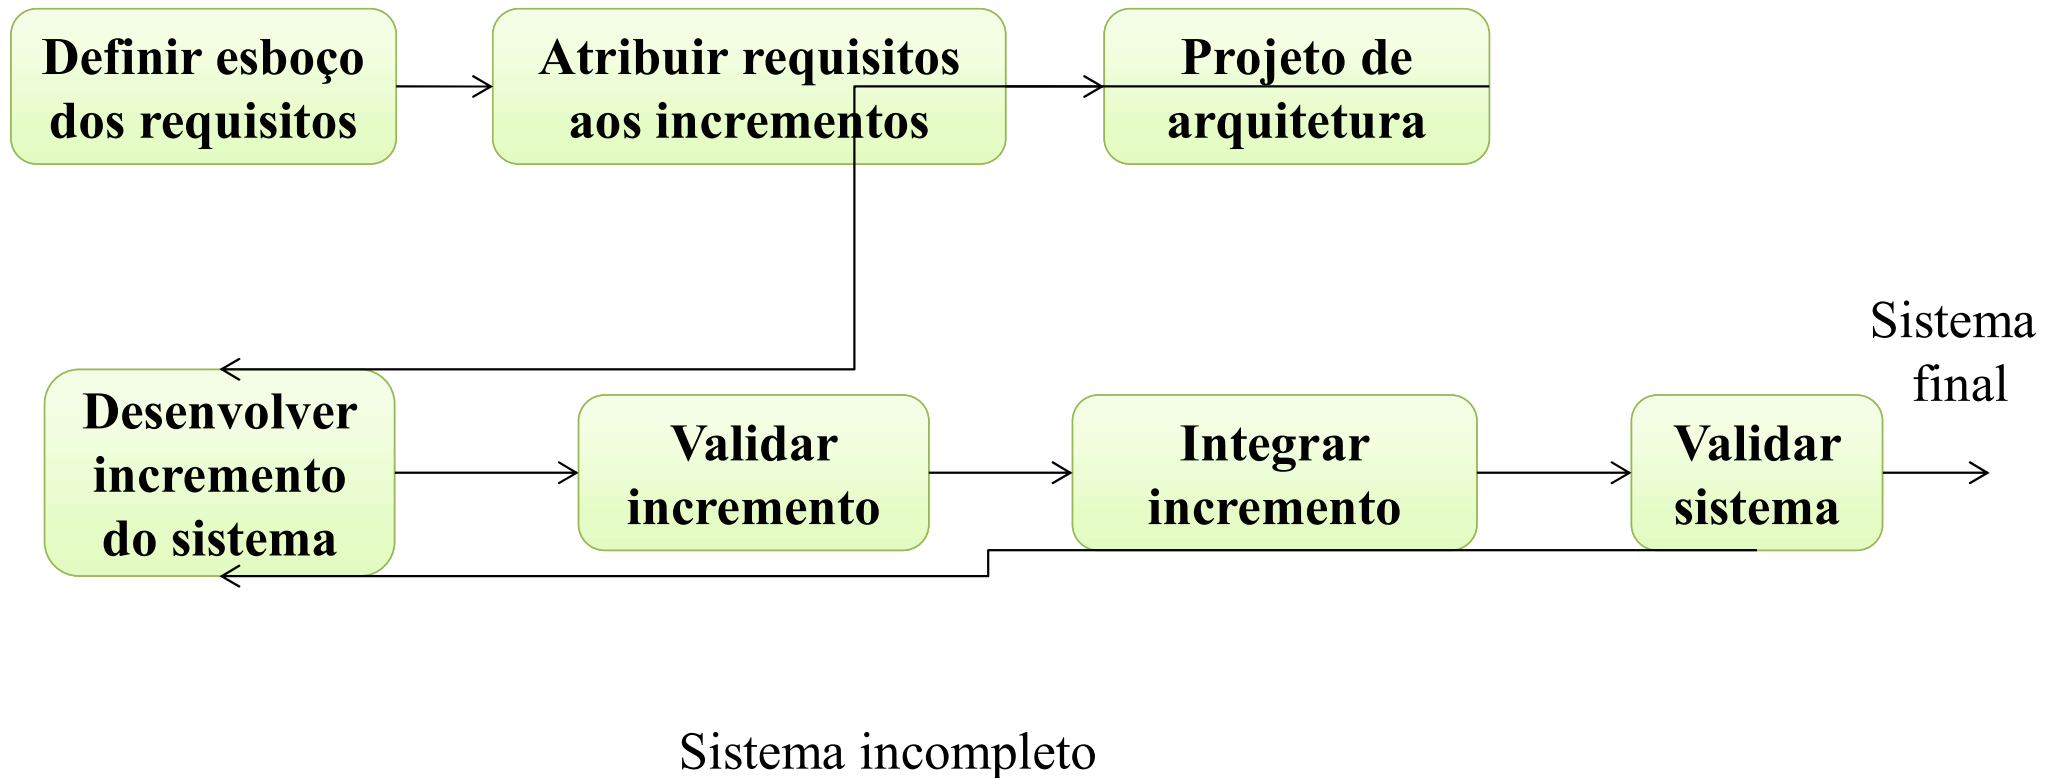 Definir esboço
dos requisitos
Atribuir requisitos
aos incrementos
Projeto de
arquitetura
Sistema
final
Desenvolver
incremento
do sistema
Validar
incremento
Integrar
incremento
Validar
sistema
Sistema incompleto